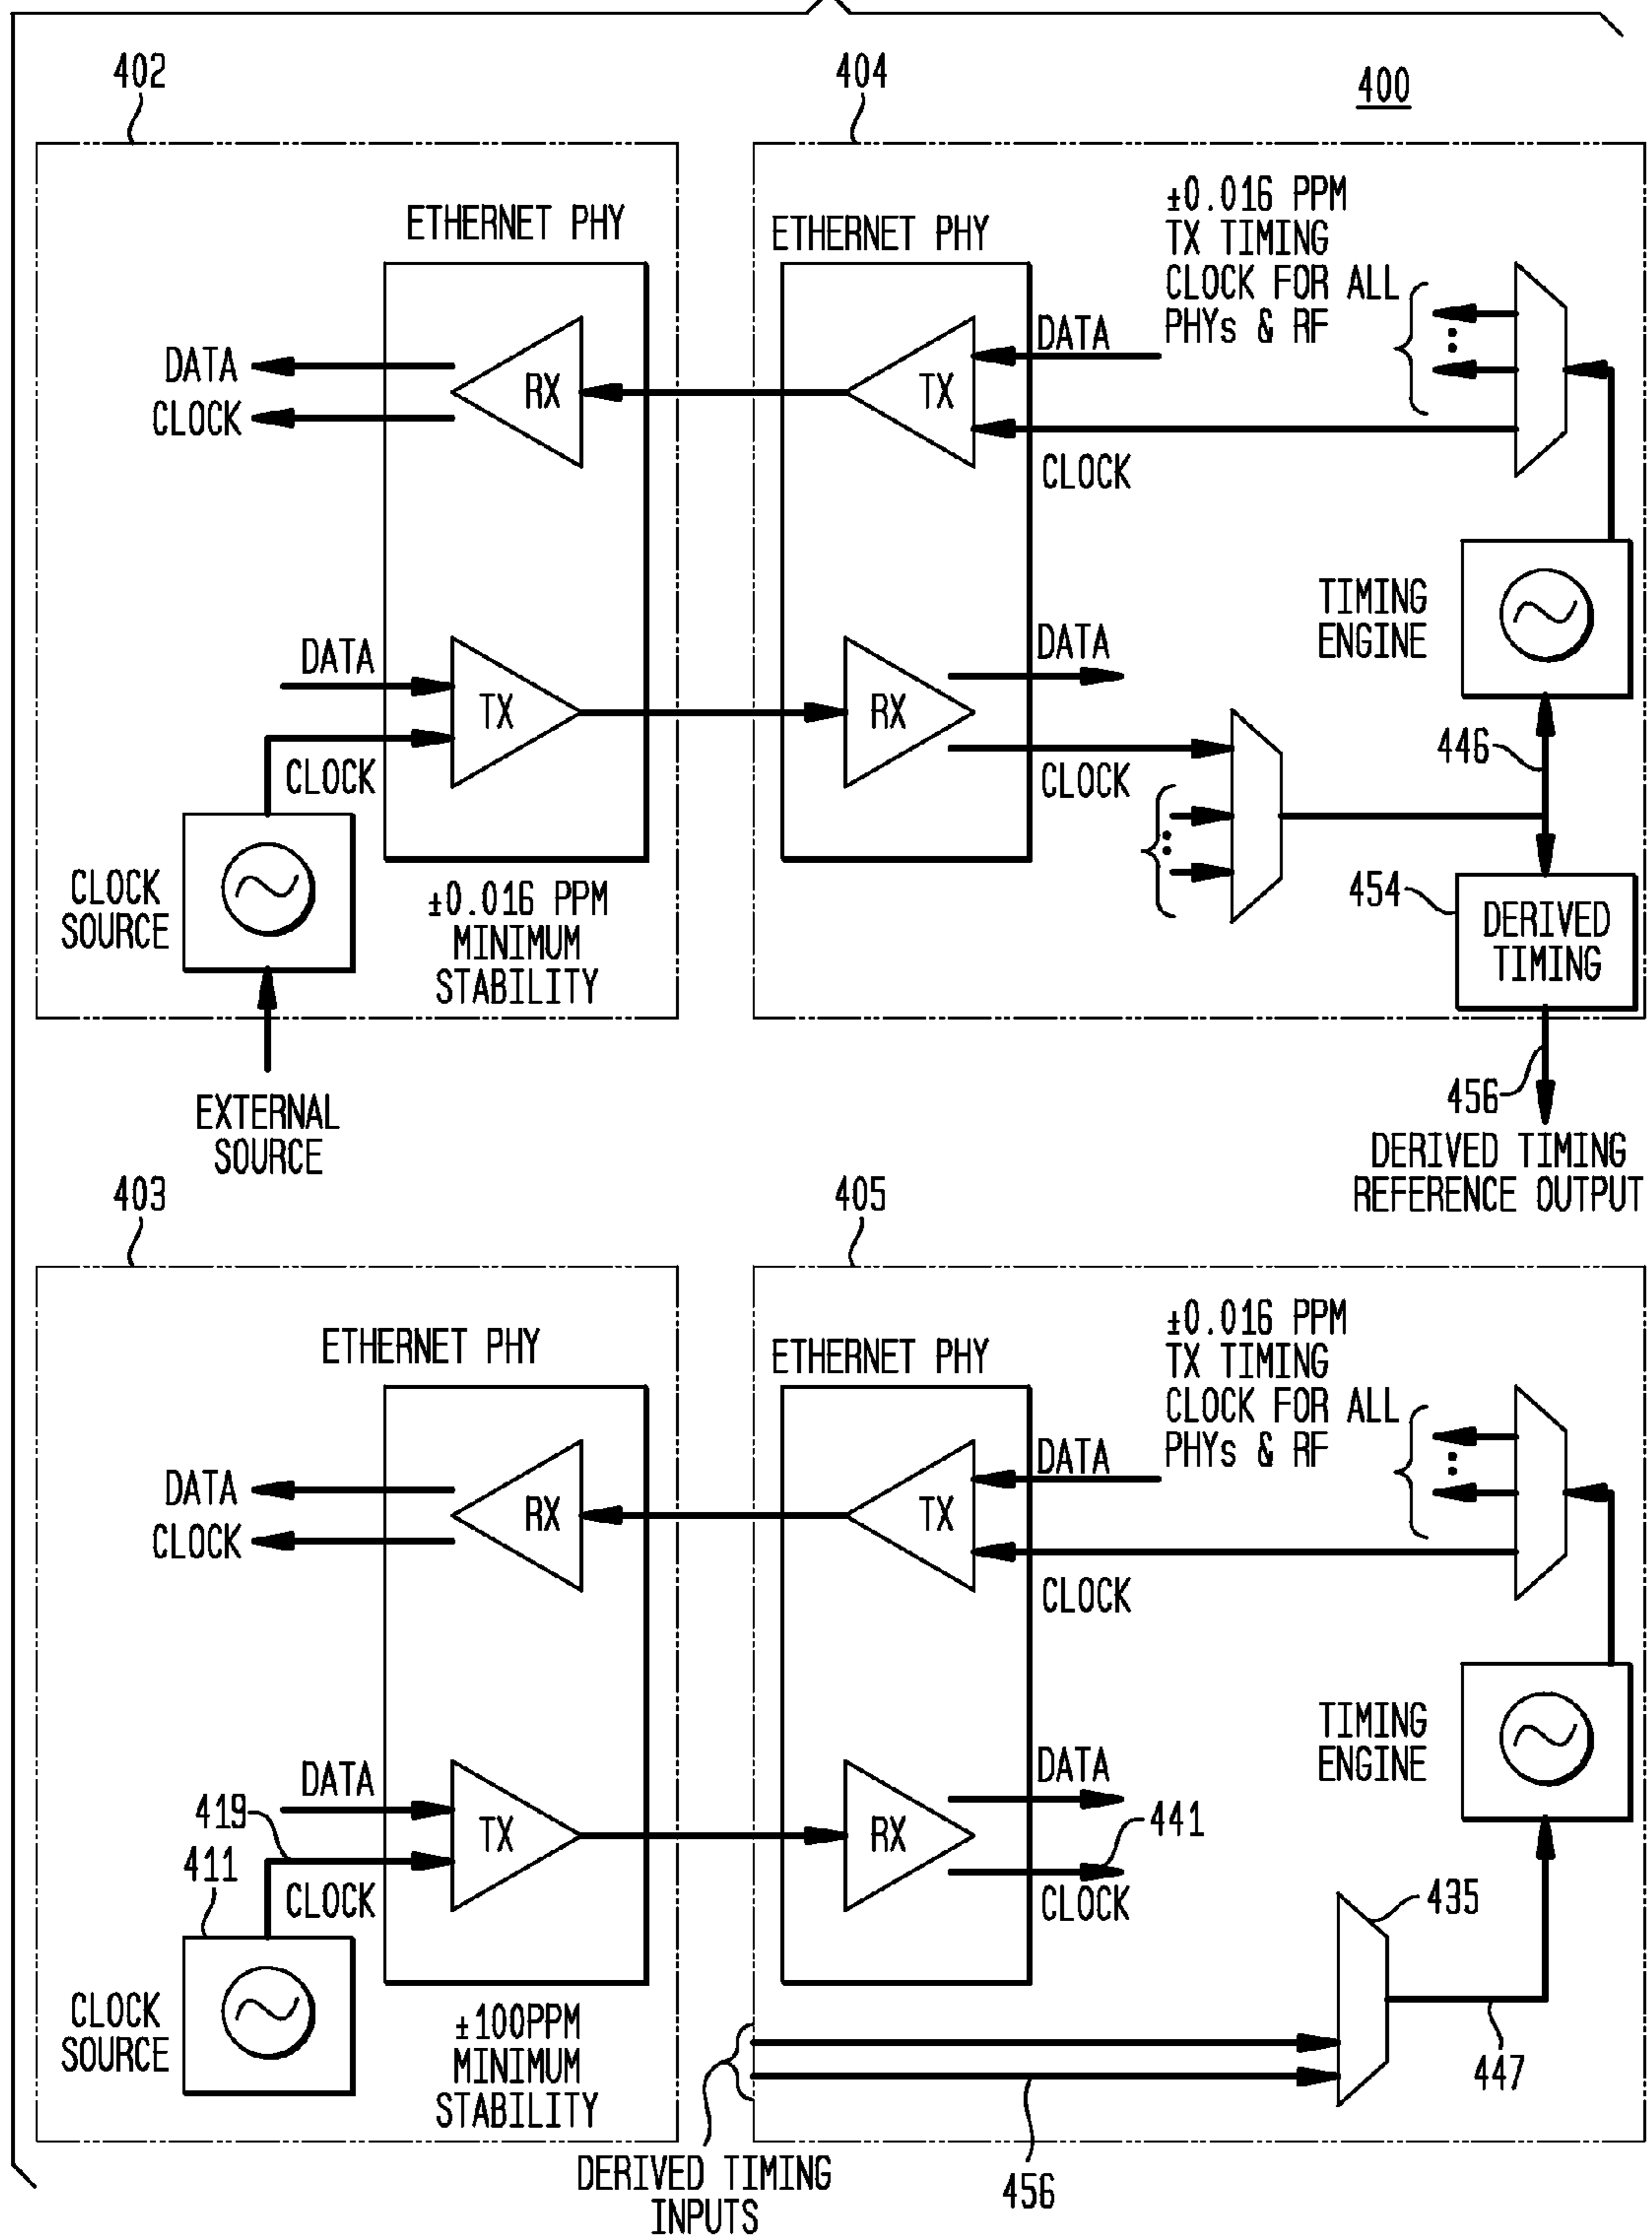 402
404
400
ETHERNET PHY
ETHERNET PHY
±0.016 PPM
TX TIMING
CLOCK FOR ALL
PHYs & RF
DATA
CLOCK
RX
TX
DATA
CLOCK
TIMING
ENGINE
DATA
TX
CLOCK
RX
DATA
CLOCK
446
CLOCK
SOURCE
±0.016 PPM
MINIMUM
STABILITY
454
DERIVED
TIMING
EXTERNAL
SOURCE
456
DERIVED TIMING
REFERENCE OUTPUT
403
405
ETHERNET PHY
ETHERNET PHY
±0.016 PPM
TX TIMING
CLOCK FOR ALL
PHYs & RF
DATA
CLOCK
RX
TX
DATA
CLOCK
TIMING
ENGINE
DATA
419
411
TX
CLOCK
RX
DATA
441
CLOCK
435
CLOCK
SOURCE
±100PPM
MINIMUM
STABILITY
447
DERIVED TIMING
INPUTS
456